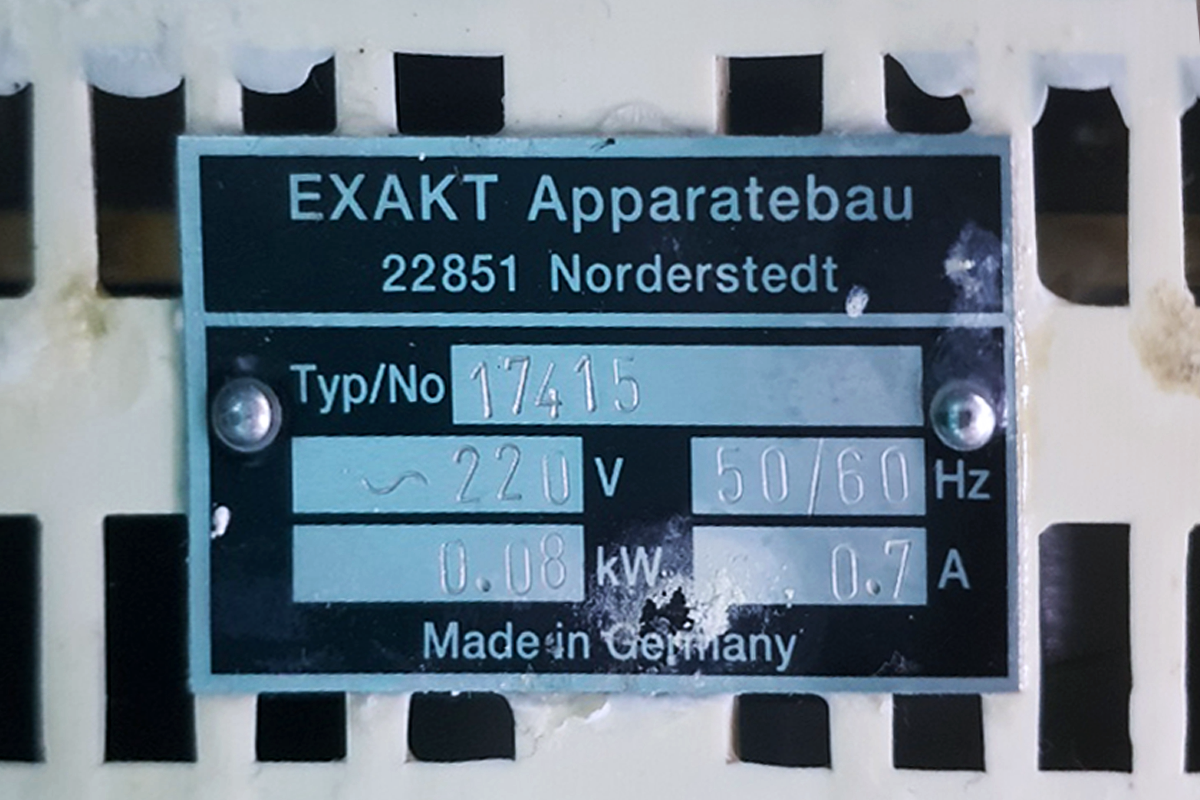 EXAKT Apparatebau
22851 Norderstedt
Typ/No 17415
~220 V 50/60 Hz
0.08 kW 0.7 A
Made in Germany